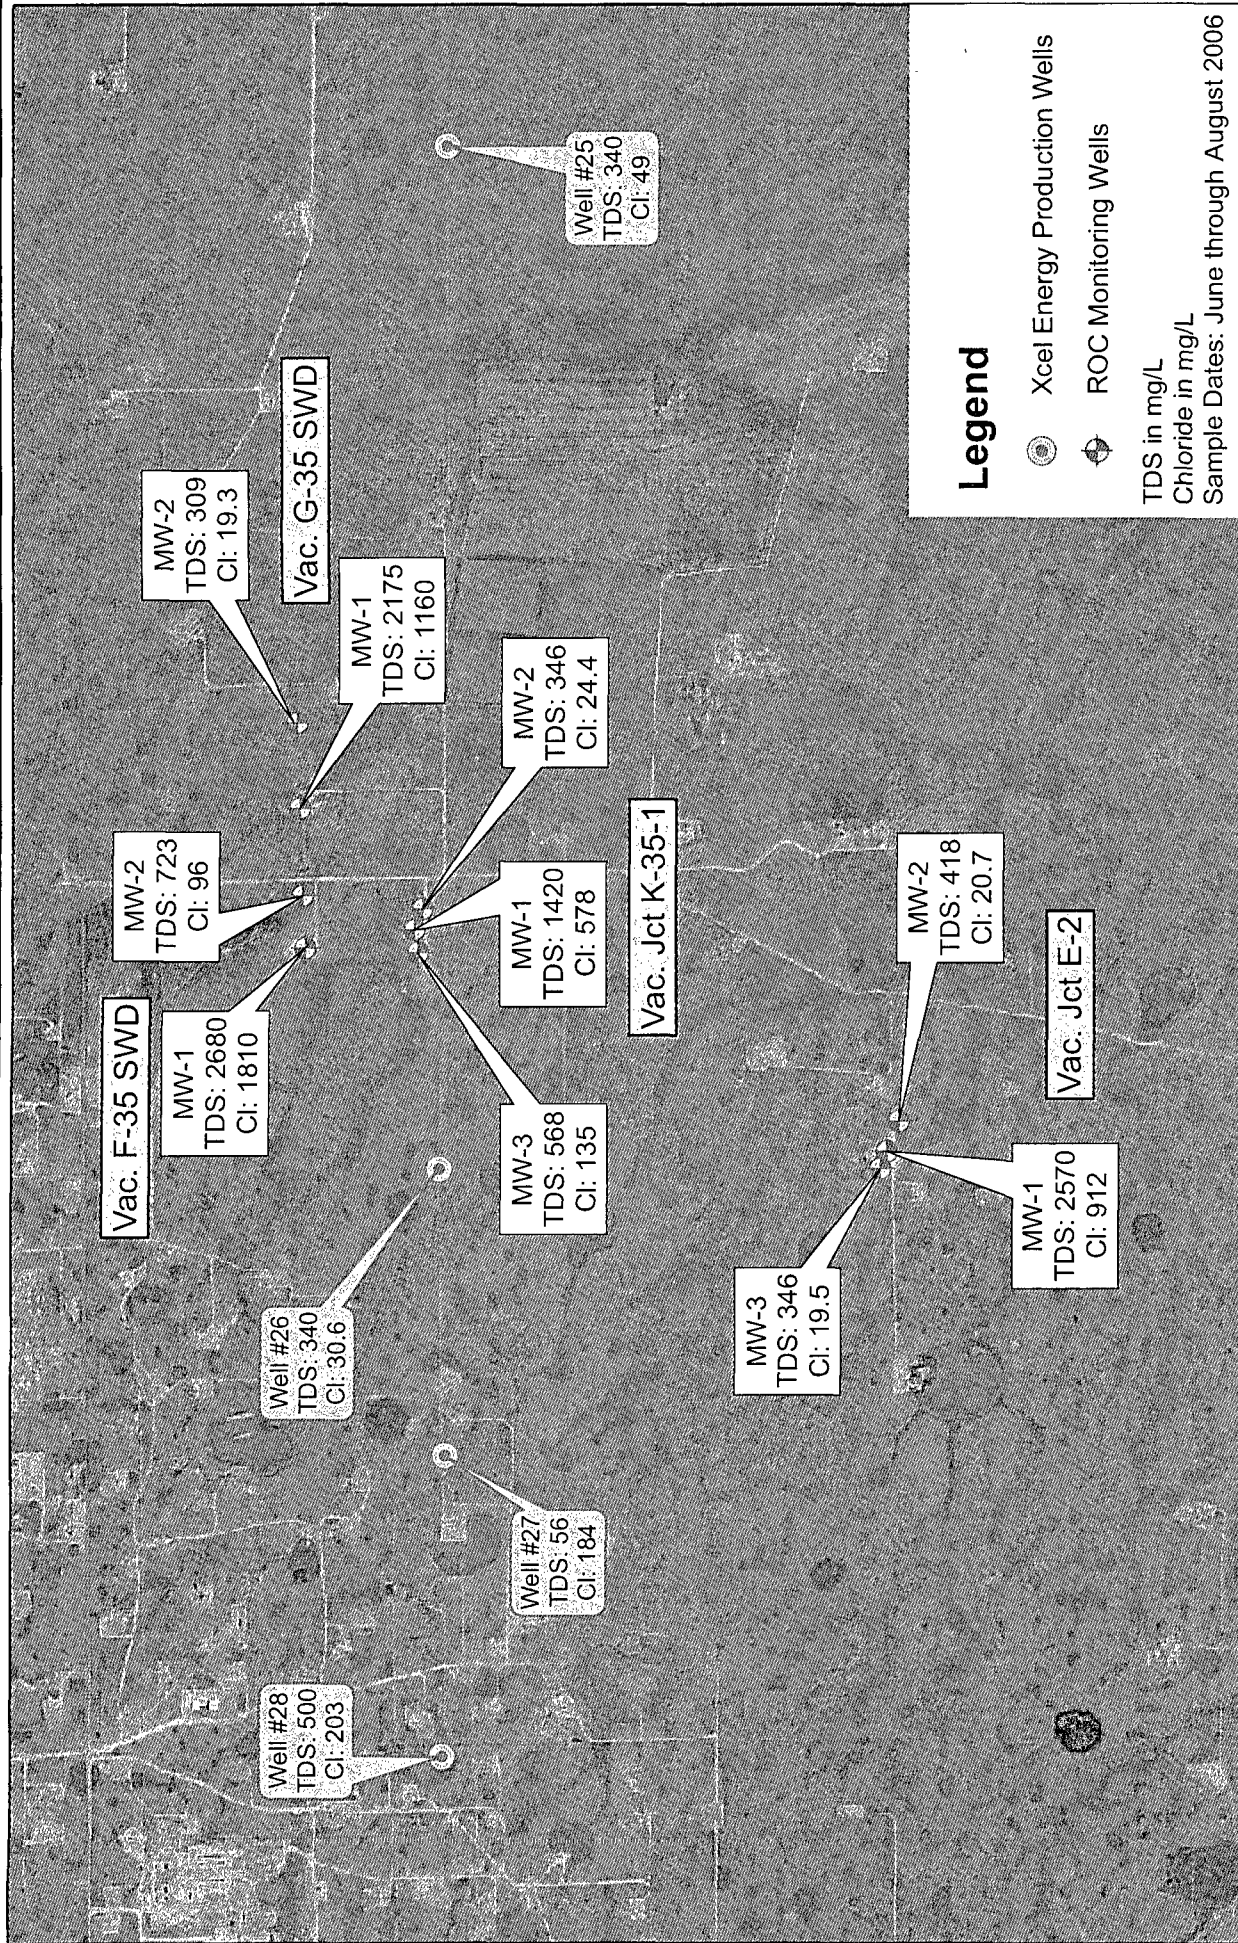 Vac. F-35 SWD
MW-1
TDS: 2680
Cl: 1810
MW-2
TDS: 723
Cl: 96
MW-2
TDS: 309
Cl: 19.3
Vac. G-35 SWD
MW-1
TDS: 2175
Cl: 1160
Well #28
TDS: 500
Cl: 203
Well #26
TDS: 340
Cl: 30.6
Well #27
TDS: 56
Cl: 184
MW-3
TDS: 568
Cl: 135
MW-1
TDS: 1420
Cl: 578
MW-2
TDS: 346
Cl: 24.4
Well #25
TDS: 340
Cl: 49
Vac. Jct K-35-1
MW-3
TDS: 346
Cl: 19.5
MW-2
TDS: 418
Cl: 20.7
MW-1
TDS: 2570
Cl: 912
Vac. Jct E-2
Legend
Xcel Energy Production Wells
ROC Monitoring Wells
TDS in mg/L
Chloride in mg/L
Sample Dates: June through August 2006